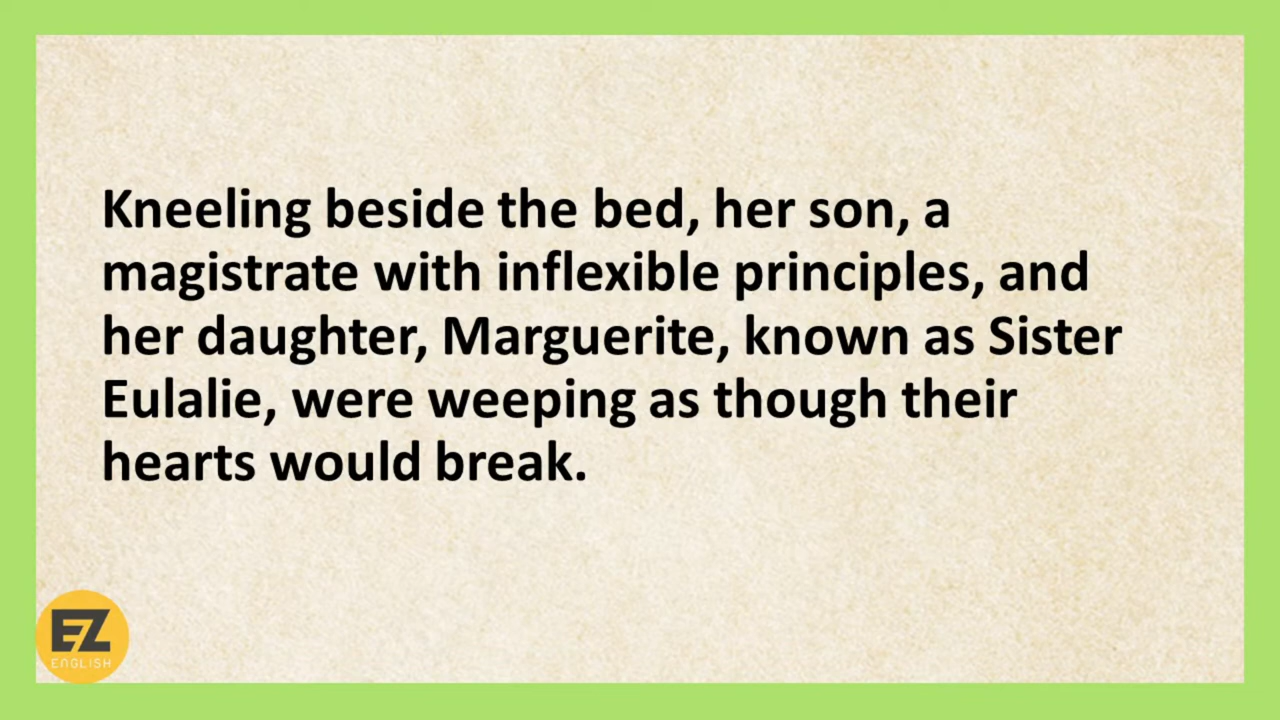 Kneeling beside the bed, her son, a
magistrate with inflexible principles, and
her daughter, Marguerite, known as Sister
Eulalie, were weeping as though their
hearts would break.
EZ
ENGLISH